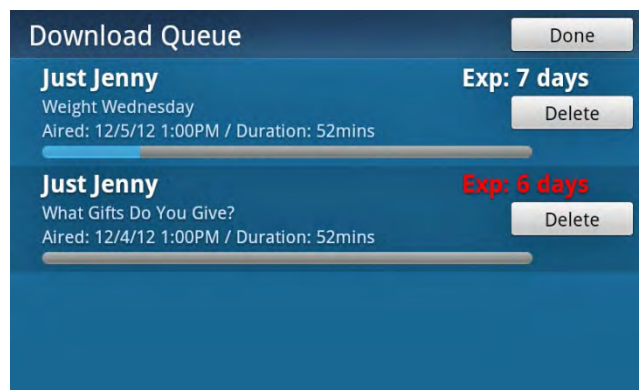 Download Queue
Done
Just Jenny
Exp: 7 days
Weight Wednesday
Delete
Aired: 12/5/12 1:00PM / Duration: 52mins
Just Jenny
Exp: 6 days
What Gifts Do You Give?
Delete
Aired: 12/4/12 1:00PM / Duration: 52mins